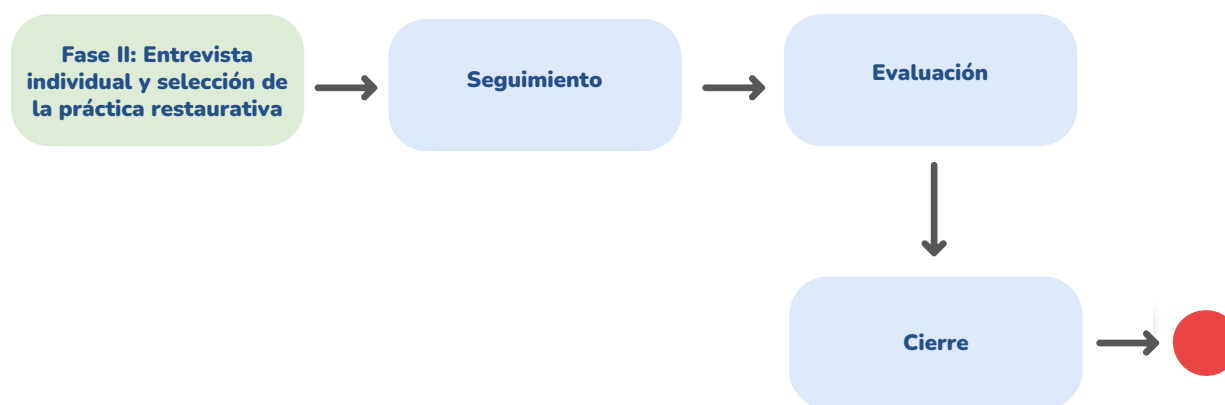 Fase II: Entrevista
individual y selección de
la práctica restaurativa
Seguimiento
Evaluación
Cierre